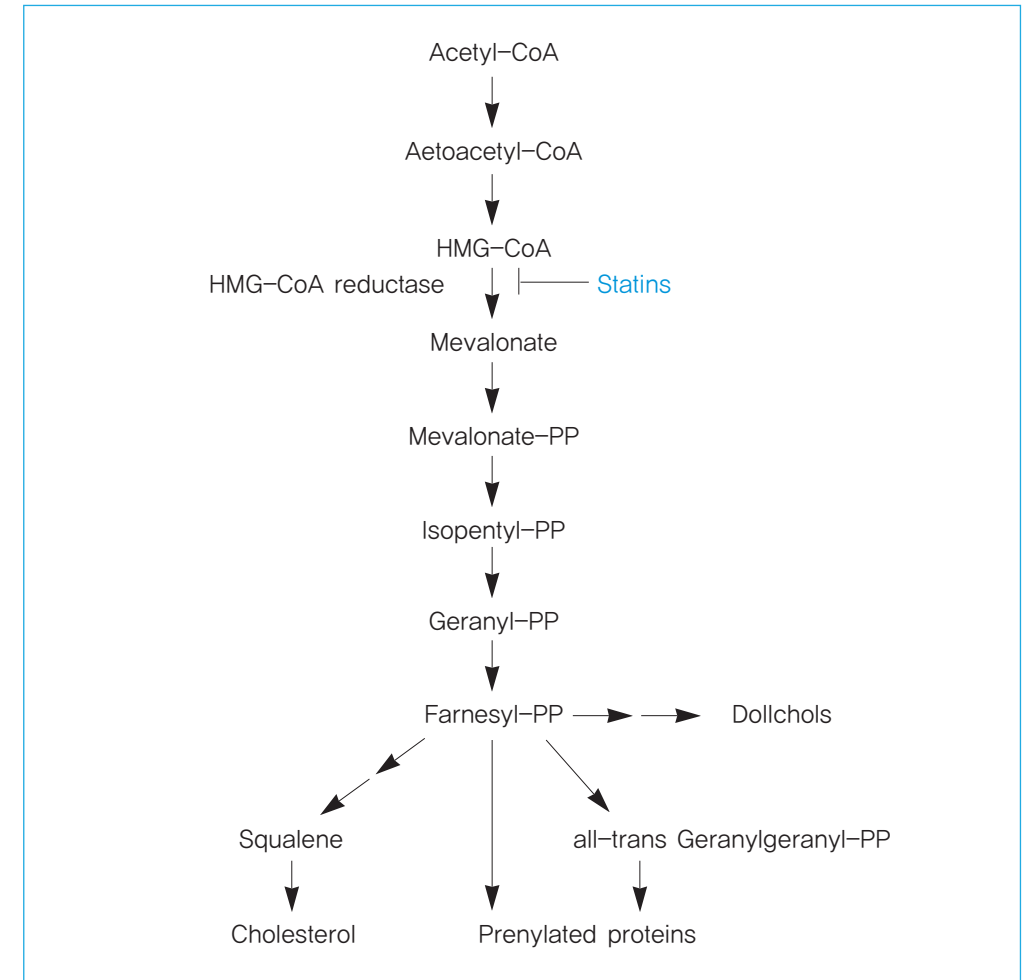 Acetyl–CoA
Aetoacetyl–CoA
HMG–CoA
HMG–CoA reductase
Statins
Mevalonate
Mevalonate–PP
Isopentyl–PP
Geranyl–PP
Farnesyl–PP
Dollchols
Squalene
all–trans Geranylgeranyl–PP
Cholesterol
Prenylated proteins